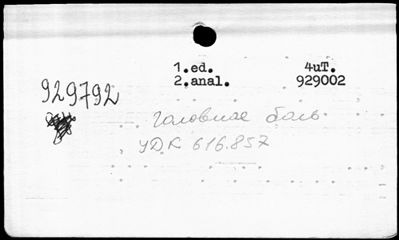 1.ed. 4uT.
2.anal. 929002
929792
Головная боль
УДК 616.857